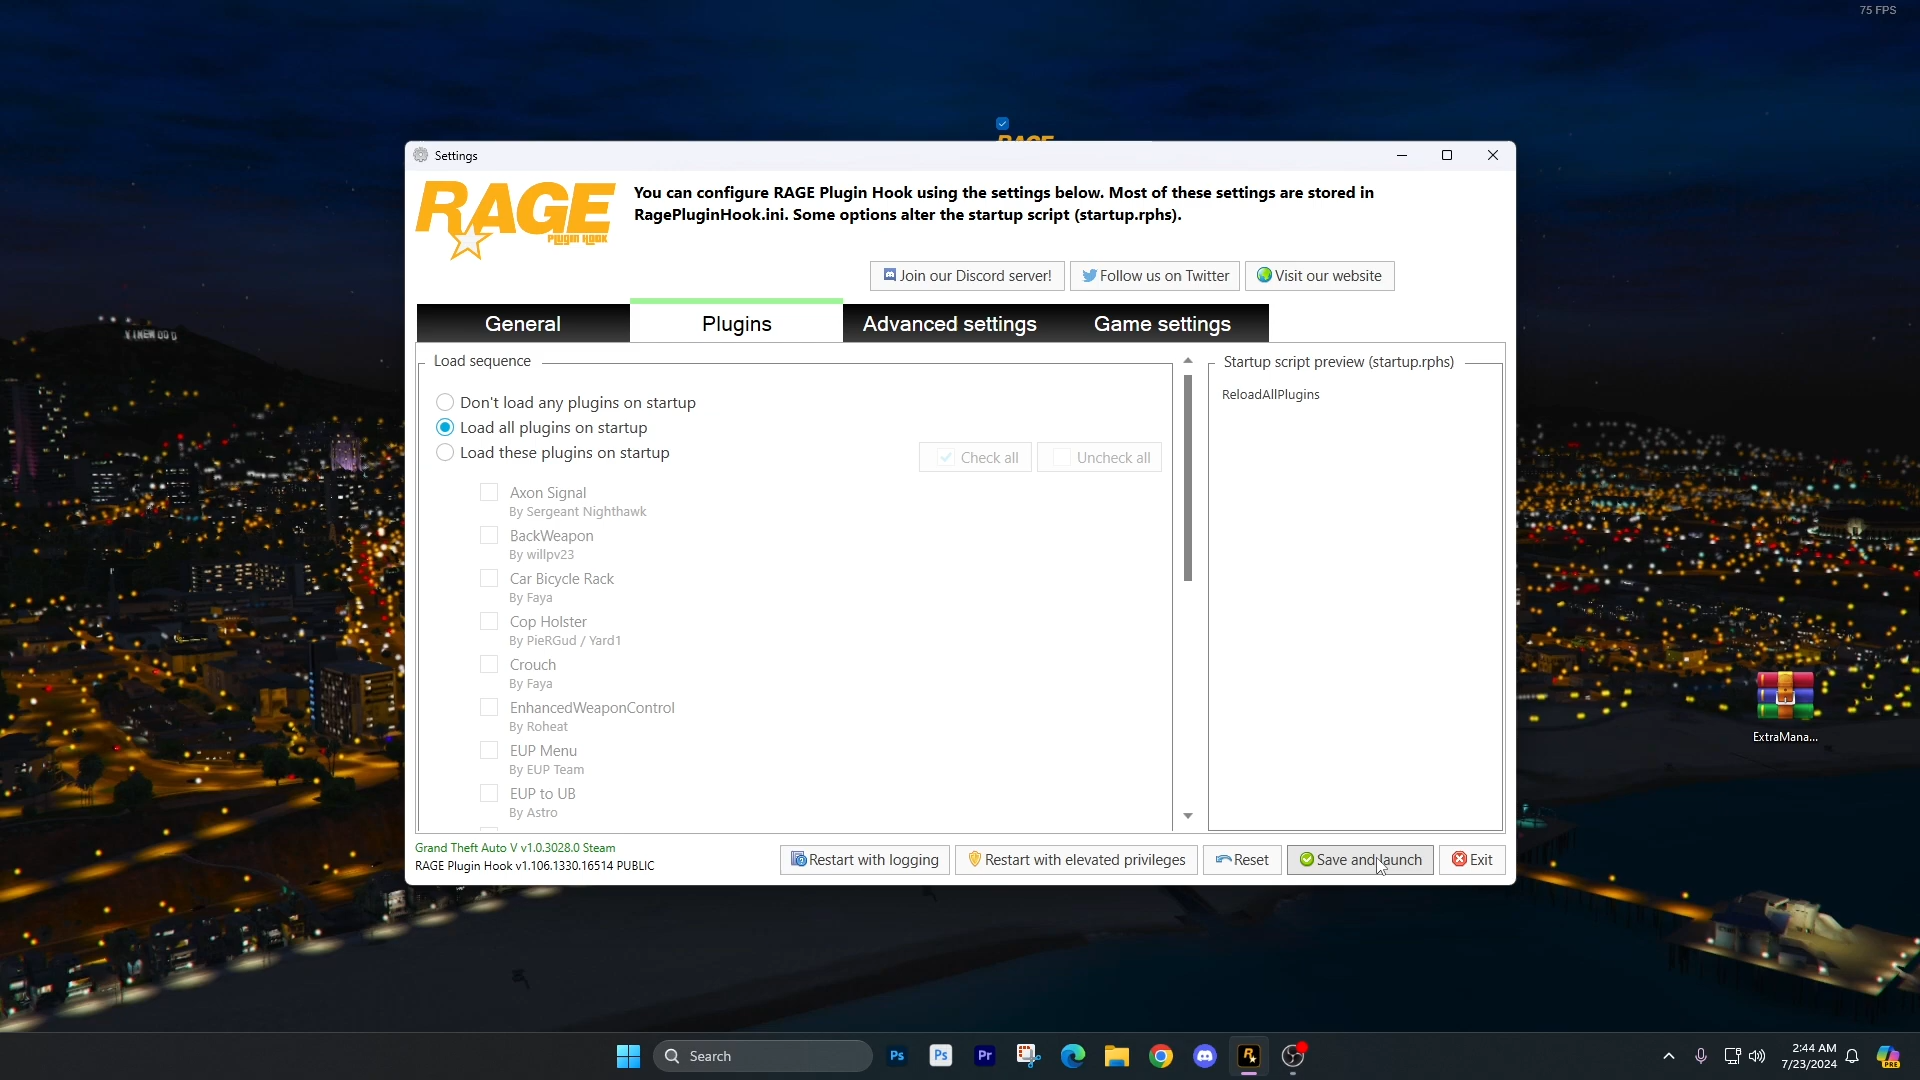 75 FPS
VINEWOOD
RAGE
Settings
RAGE
PLUGIN HOOK
You can configure RAGE Plugin Hook using the settings below. Most of these settings are stored in
RagePluginHook.ini. Some options alter the startup script (startup.rphs).
Join our Discord server!
Follow us on Twitter
Visit our website
General
Plugins
Advanced settings
Game settings
Load sequence
Don't load any plugins on startup
Load all plugins on startup
Load these plugins on startup
Check all
Uncheck all
Axon Signal
By Sergeant Nighthawk
BackWeapon
By willpv23
Car Bicycle Rack
By Faya
Cop Holster
By PieRGud / Yard1
Crouch
By Faya
EnhancedWeaponControl
By Roheat
EUP Menu
By EUP Team
EUP to UB
By Astro
Startup script preview (startup.rphs)
ReloadAllPlugins
Grand Theft Auto V v1.0.3028.0 Steam
RAGE Plugin Hook v1.106.1330.16514 PUBLIC
Restart with logging
Restart with elevated privileges
Reset
Save and launch
Exit
ExtraMana...
Search
Ps
Ps
Pr
R
2:44 AM
7/23/2024
PRE